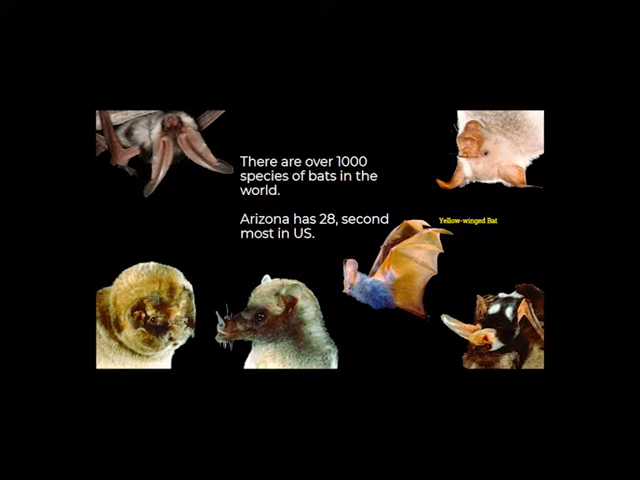 There are over 1000
species of bats in the
world.
Arizona has 28, second
most in US.
Yellow-winged Bat